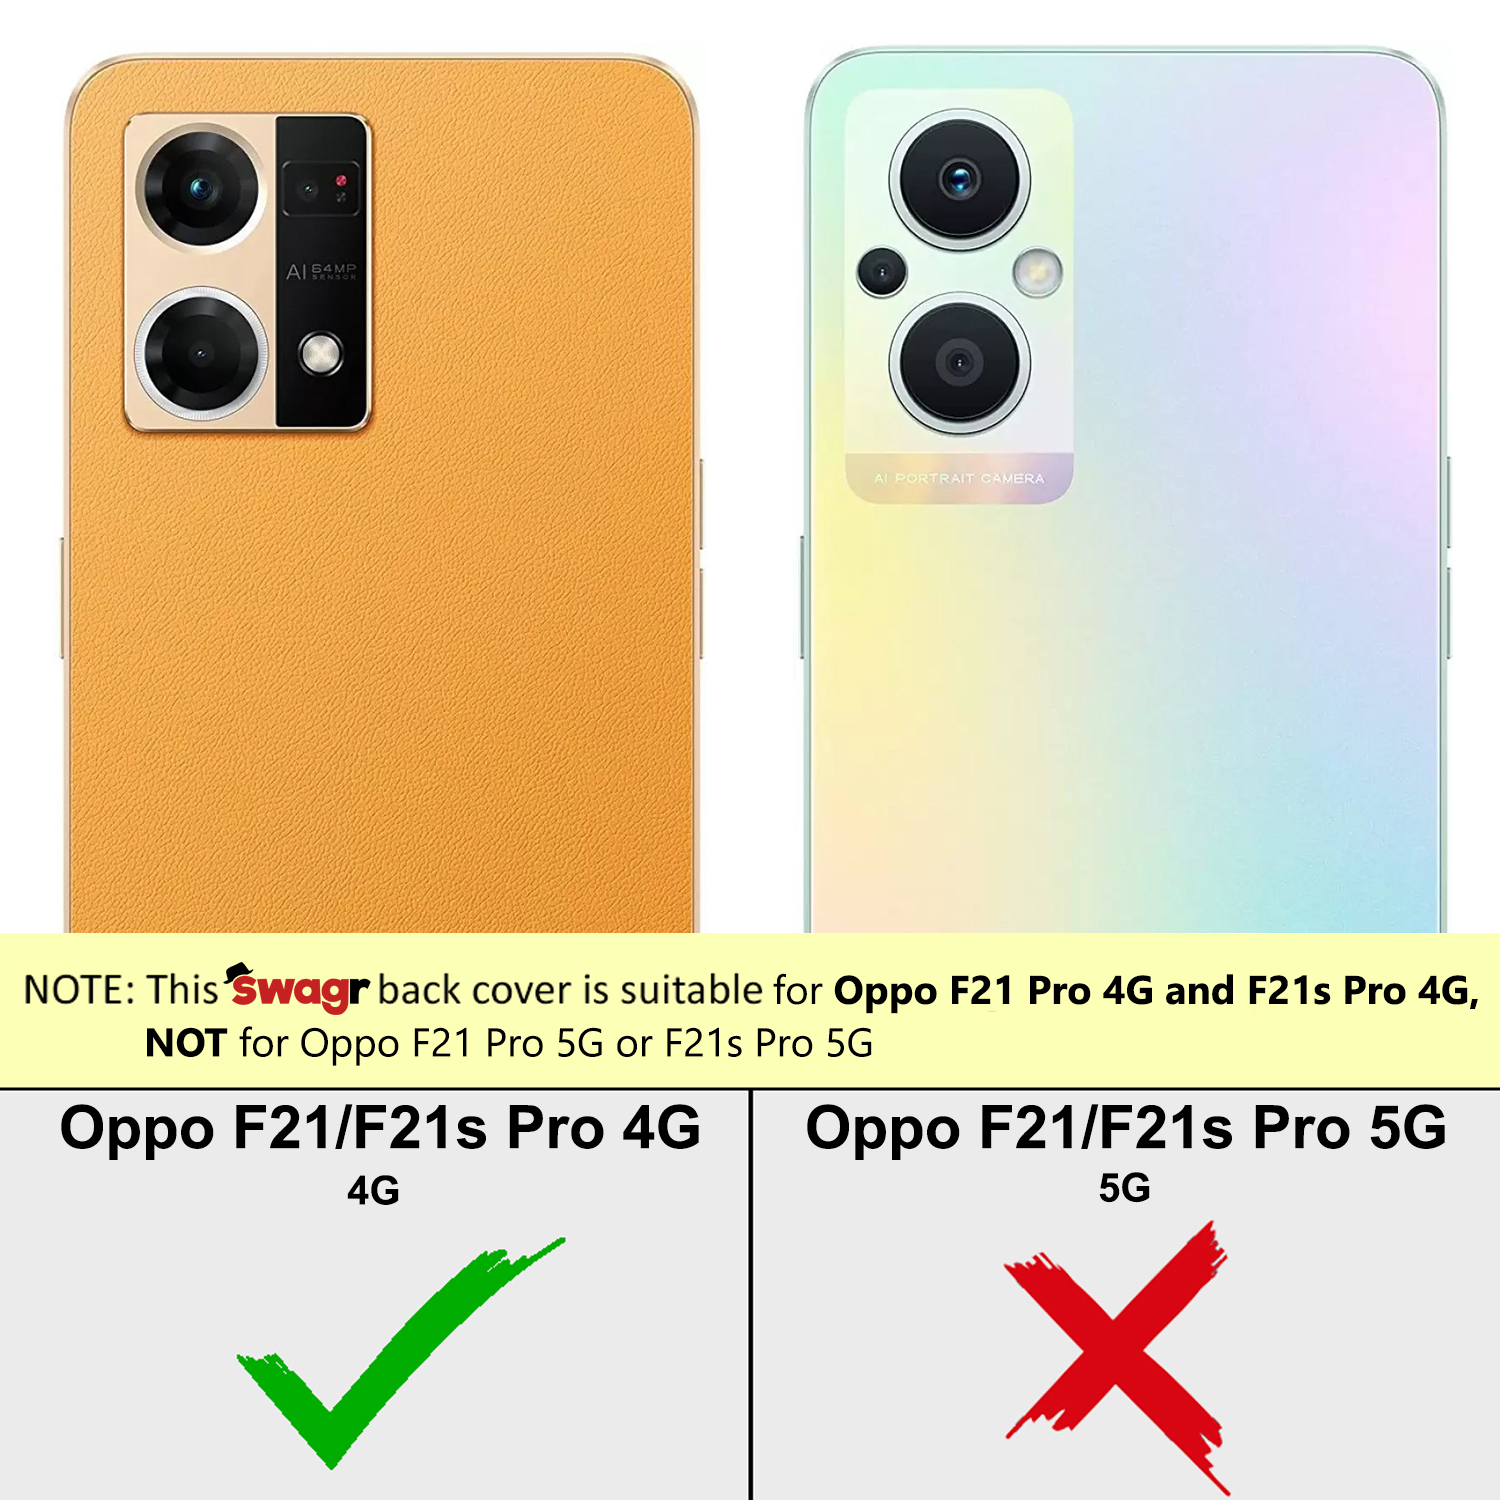 AI 64MP
SENSOR
AI PORTRAIT CAMERA
NOTE: This Swagr back cover is suitable for Oppo F21 Pro 4G and F21s Pro 4G,
NOT for Oppo F21 Pro 5G or F21s Pro 5G
Oppo F21/F21s Pro 4G
4G
Oppo F21/F21s Pro 5G
5G